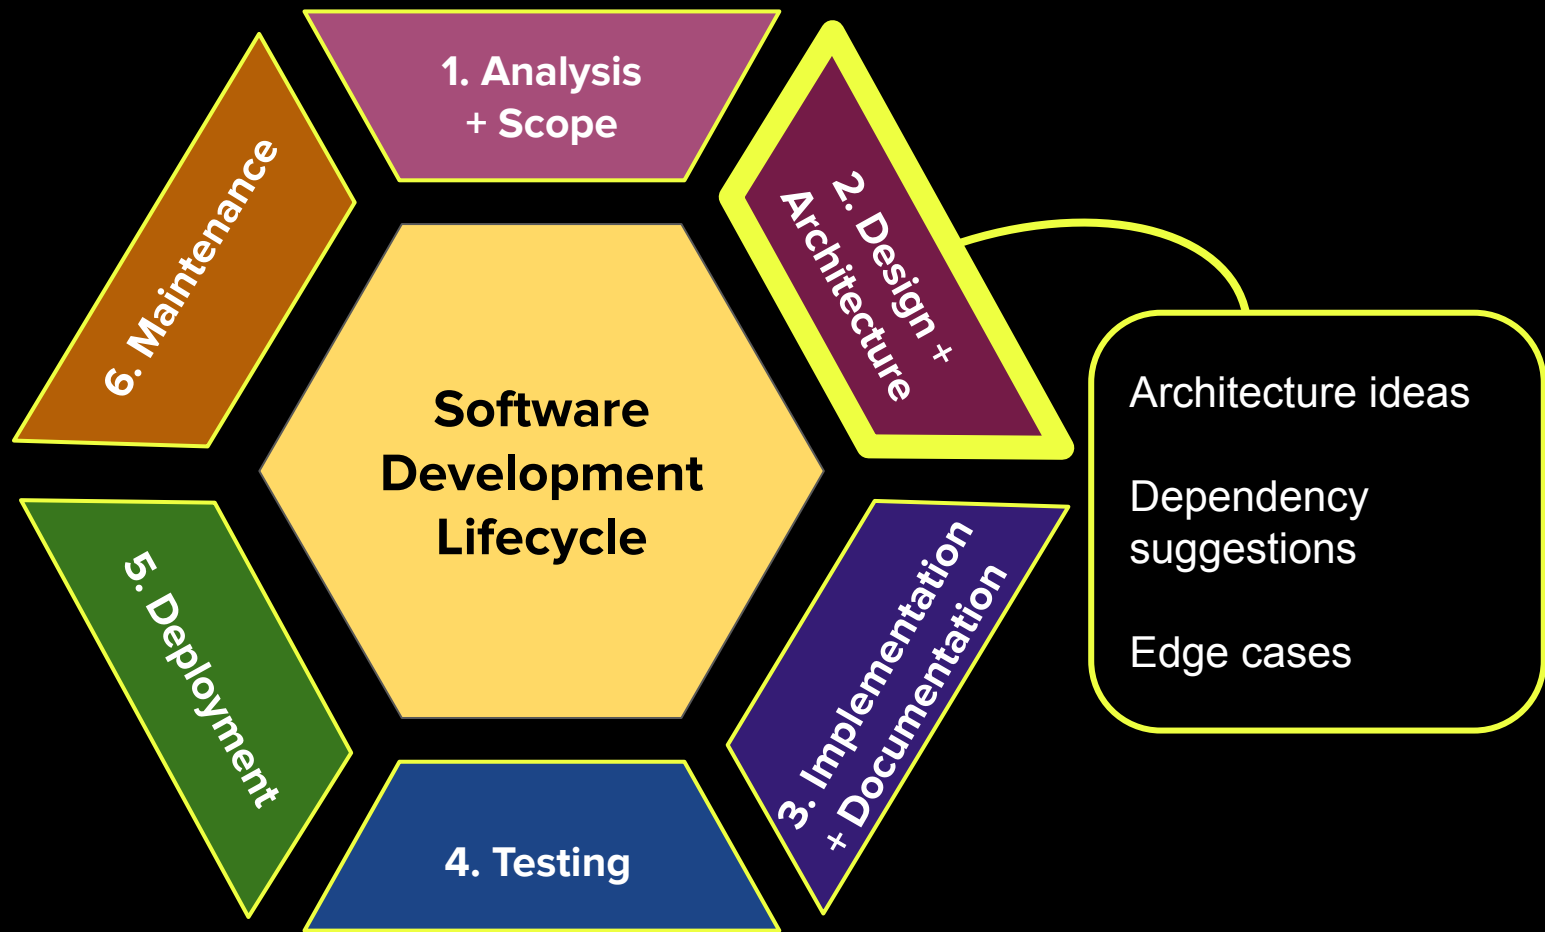 1. Analysis
+ Scope
2. Design +
Architecture
3. Implementation
+ Documentation
4. Testing
5. Deployment
6. Maintenance
Software
Development
Lifecycle
Architecture ideas
Dependency
suggestions
Edge cases